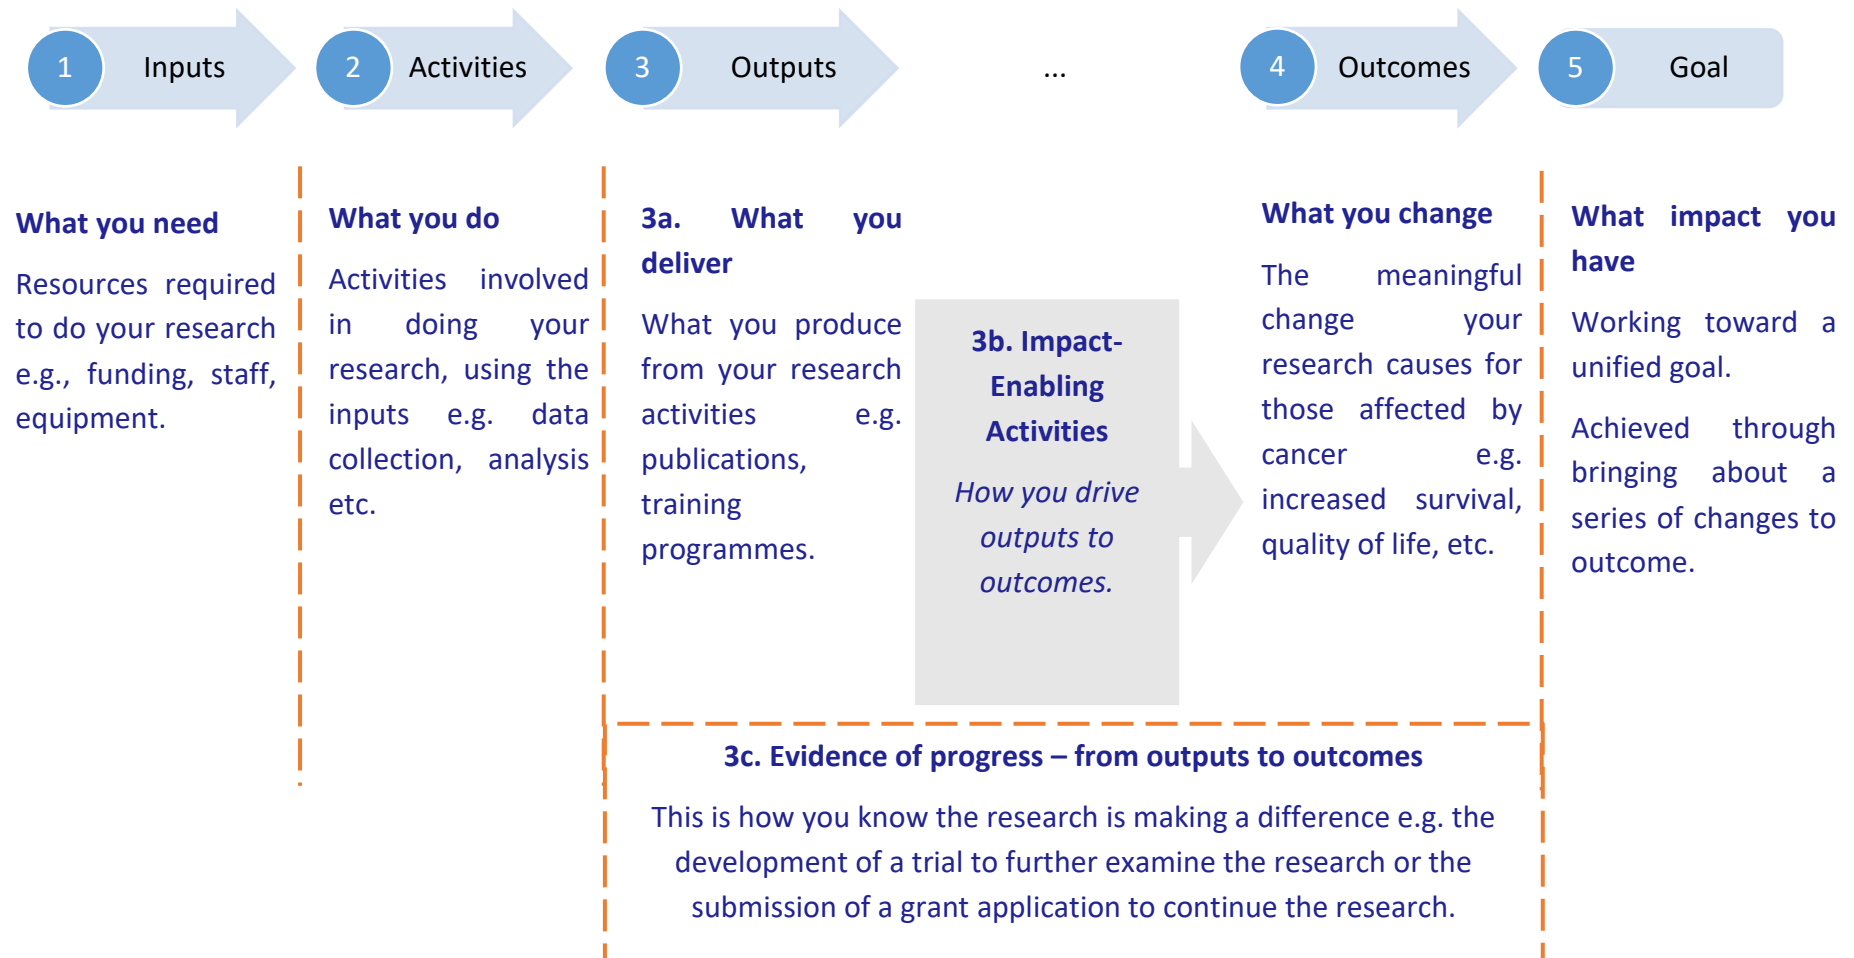 1 Inputs
2 Activities
3 Outputs
...
4 Outcomes
5 Goal
What you need
Resources required
to do your research
e.g., funding, staff,
equipment.
What you do
Activities involved
in doing your
research, using the
inputs e.g. data
collection, analysis
etc.
3a. What you
deliver
What you produce
from your research
activities e.g.
publications,
training
programmes.
3b. Impact-
Enabling
Activities
How you drive
outputs to
outcomes.
What you change
The meaningful
change your
research causes for
those affected by
cancer e.g.
increased survival,
quality of life, etc.
What impact you
have
Working toward a
unified goal.
Achieved through
bringing about a
series of changes to
outcome.
3c. Evidence of progress – from outputs to outcomes
This is how you know the research is making a difference e.g. the
development of a trial to further examine the research or the
submission of a grant application to continue the research.